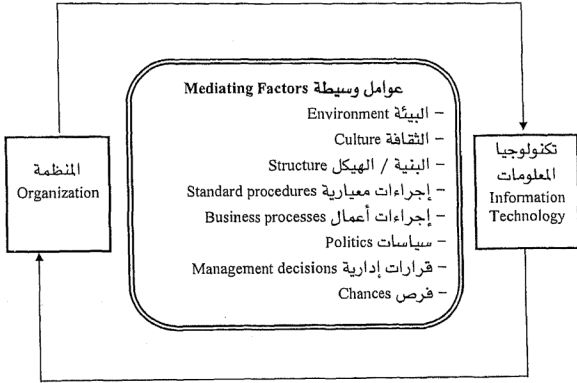 عوامل وسيطة Mediating Factors
– البيئة Environment
– الثقافة Culture
– البنية / الهيكل Structure
– إجراءات معيارية Standard procedures
– إجراءات أعمال Business processes
– سياسات Politics
– قرارات إدارية Management decisions
– فرص Chances
المنظمة
Organization
تكنولوجيا
المعلومات
Information
Technology